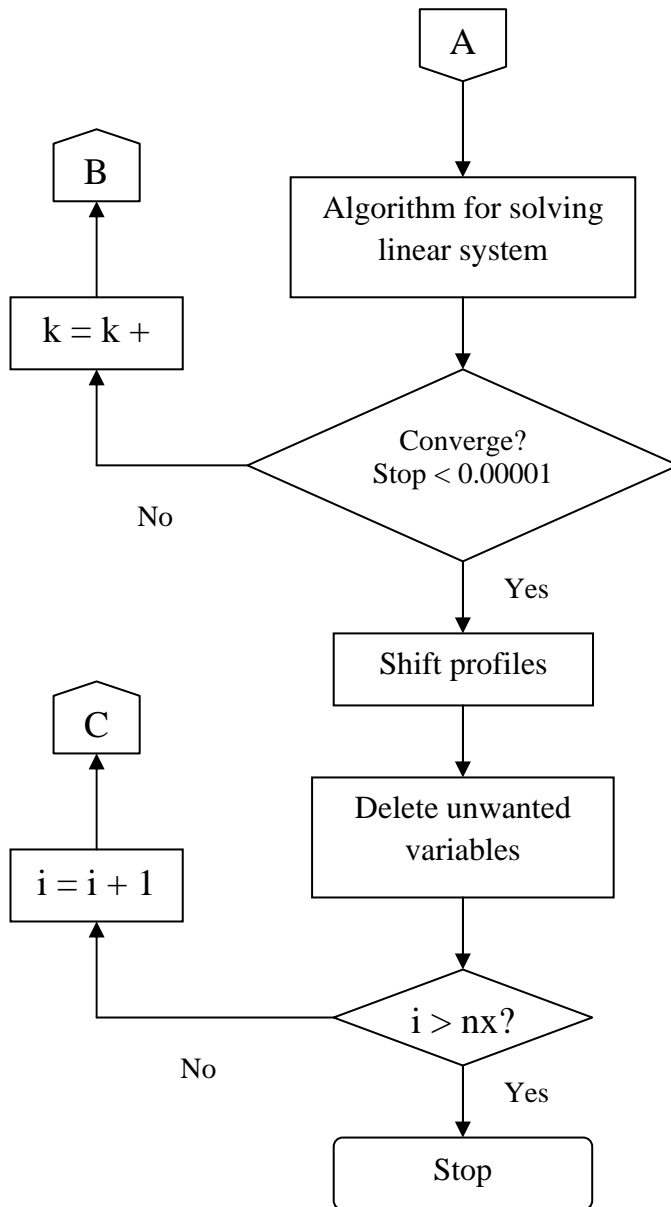 A
B
Algorithm for solving
linear system
k = k +
Converge?
Stop < 0.00001
No
Yes
Shift profiles
C
Delete unwanted
variables
i = i + 1
i > nx?
No
Yes
Stop